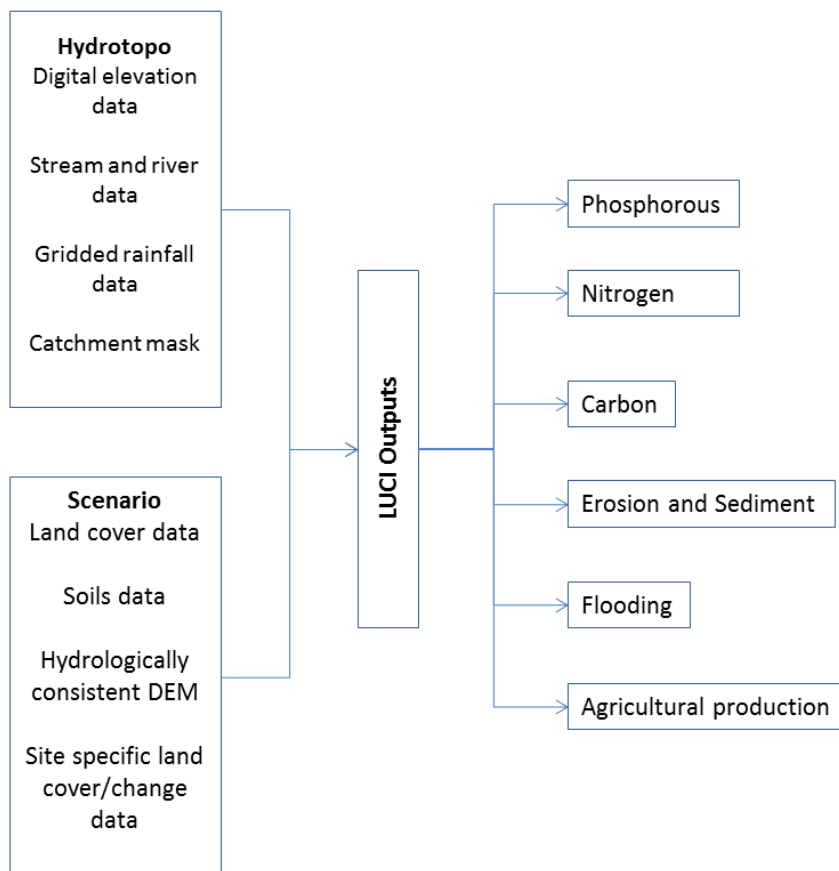 Hydrotopo
Digital elevation
data
Stream and river
data
Gridded rainfall
data
Catchment mask
Scenario
Land cover data
Soils data
Hydrologically
consistent DEM
Site specific land
cover/change
data
LUCI Outputs
Phosphorous
Nitrogen
Carbon
Erosion and Sediment
Flooding
Agricultural production